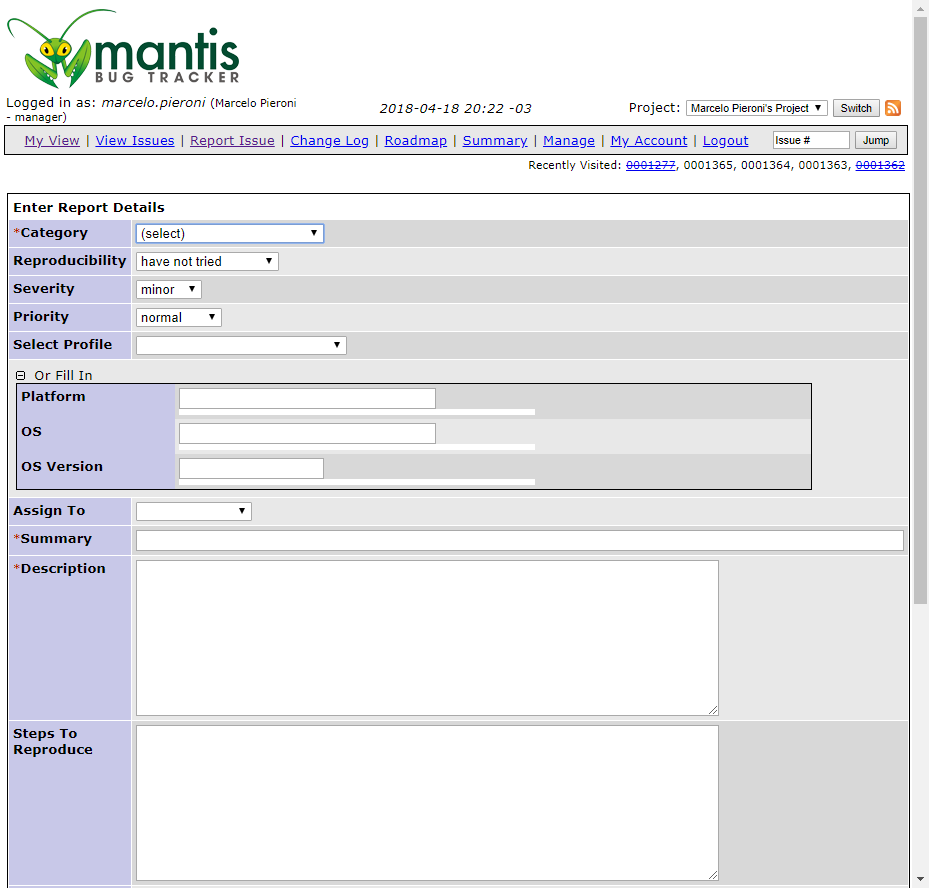 mantis
BUG TRACKER
Logged in as: marcelo.pieroni (Marcelo Pieroni - manager)
2018-04-18 20:22 -03
Project: Marcelo Pieroni's Project Switch
My View | View Issues | Report Issue | Change Log | Roadmap | Summary | Manage | My Account | Logout Issue # Jump
Recently Visited: 0001277, 0001365, 0001364, 0001363, 0001362
Enter Report Details
*Category (select)
Reproducibility have not tried
Severity minor
Priority normal
Select Profile
Or Fill In
Platform
OS
OS Version
Assign To
*Summary
*Description
Steps To
Reproduce